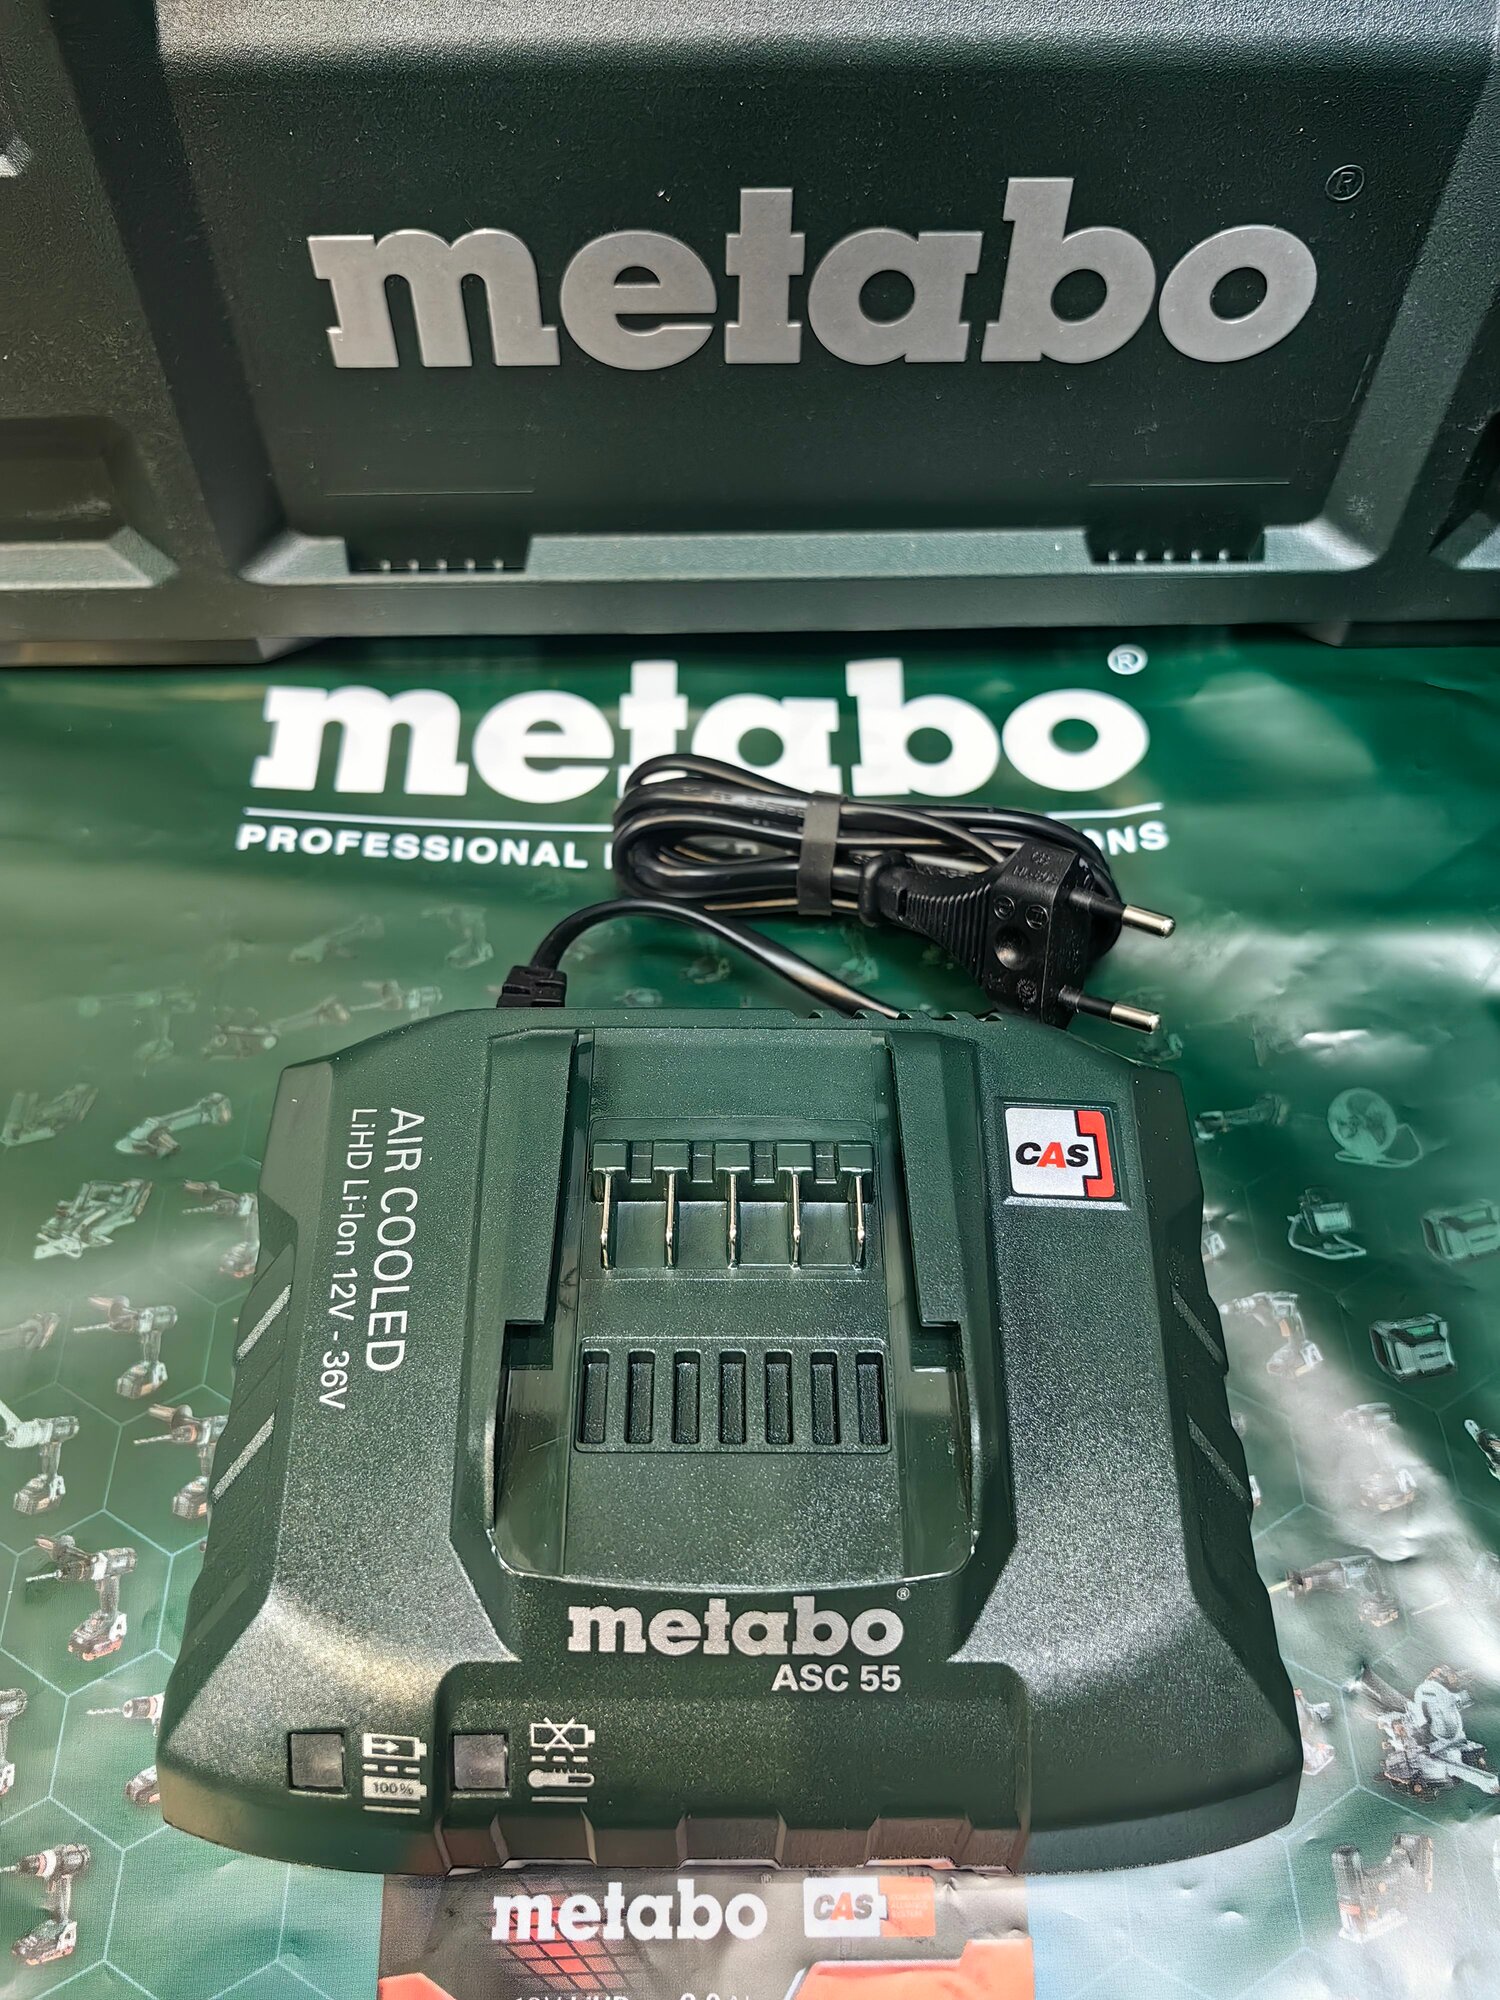 metabo ®
metabo ®
PROFESSIONAL
NS
AIR COOLED
LiHD Li-Ion 12V - 36V
CAS
metabo ®
ASC 55
100%
metabo CAS